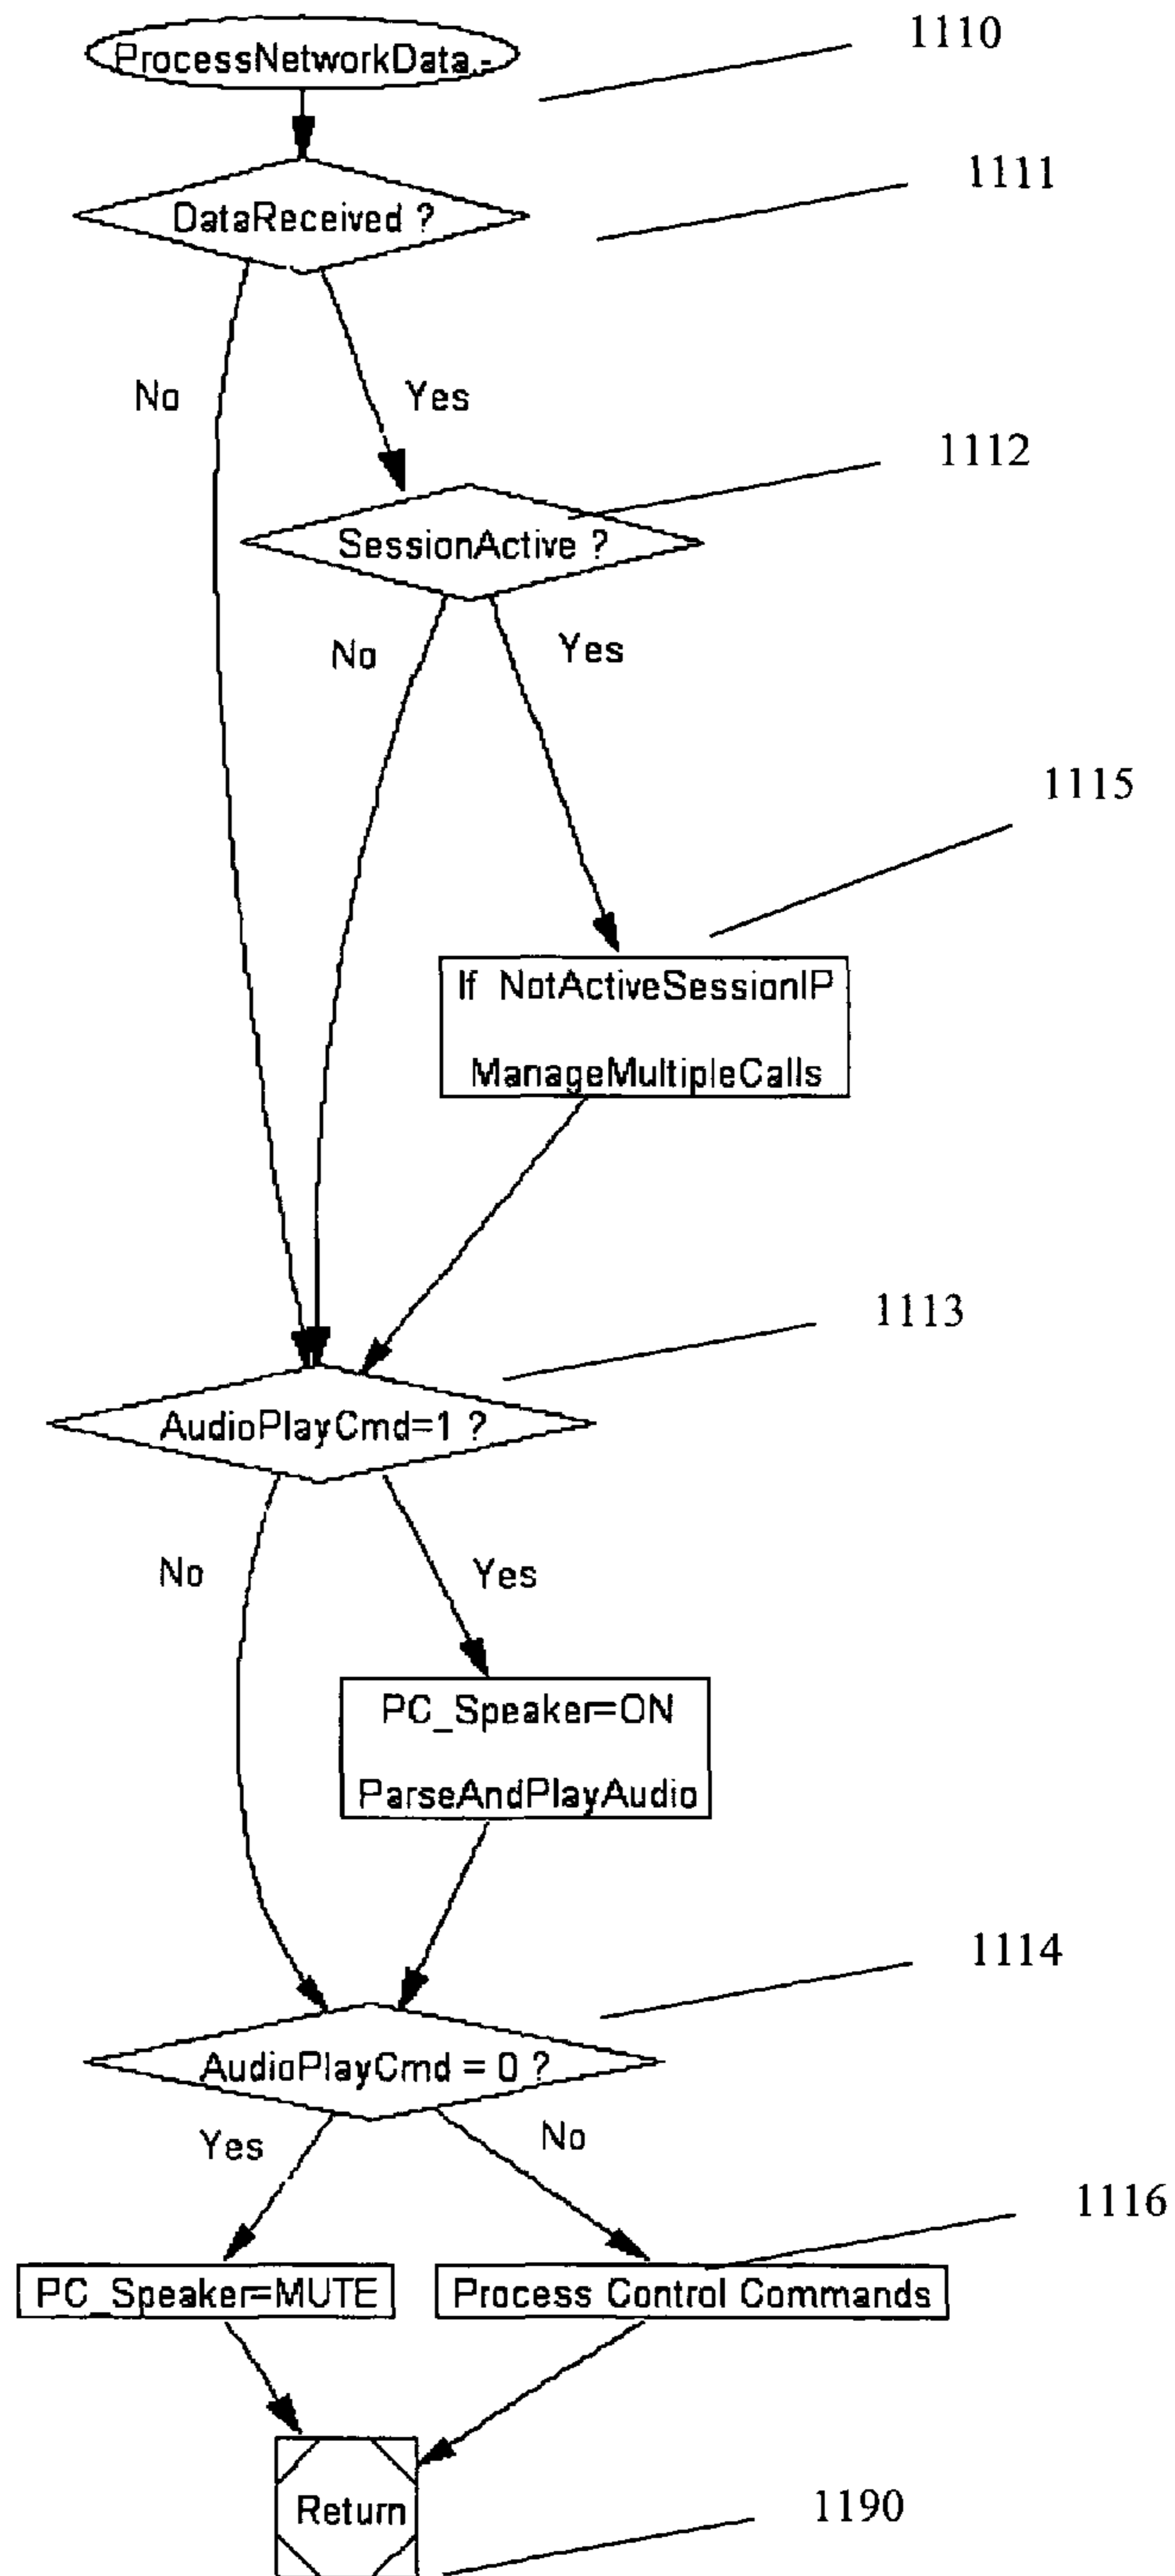 ProcessNetworkData.-
1110
1111
DataReceived ?
No
Yes
1112
SessionActive ?
No
Yes
1115
If NotActiveSessionIP
ManageMultipleCalls
1113
AudioPlayCmd=1 ?
No
Yes
PC_Speaker=ON
ParseAndPlayAudio
1114
AudioPlayCmd = 0 ?
Yes
No
1116
PC_Speaker=MUTE
Process Control Commands
Return
1190